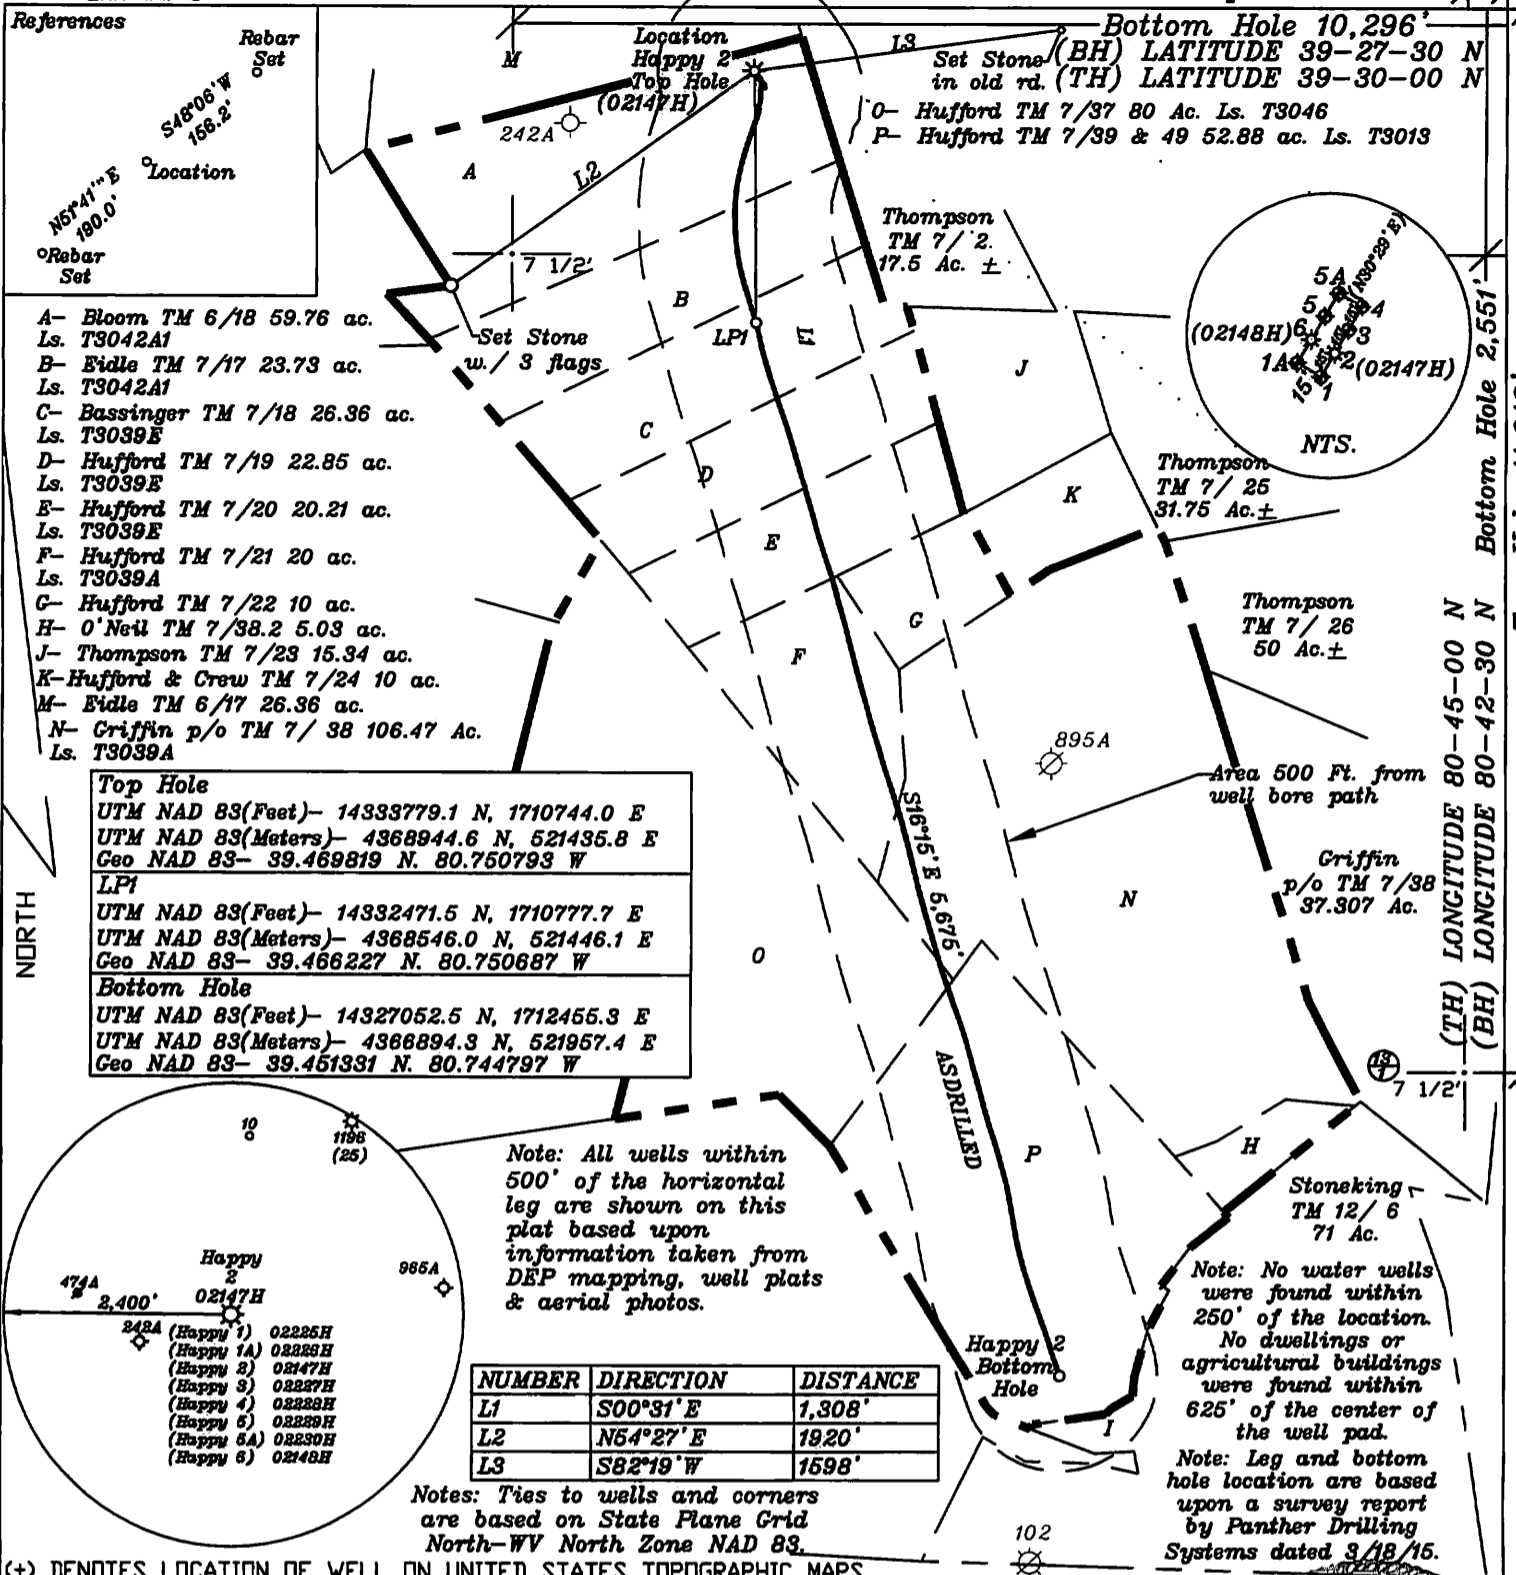 References
Rebar
Set
S48°06'W
156.2'
Location
N51°41'"E
190.0'
Rebar
Set
M
Location
Happy 2
Top Hole
(02147H)
242A
A
L2
L3
Bottom Hole 10,296'
Set Stone
in old rd.
(BH) LATITUDE 39-27-30 N
(TH) LATITUDE 39-30-00 N
O- Hufford TM 7/37 80 Ac. Ls. T3046
P- Hufford TM 7/39 & 49 52.88 ac. Ls. T3013
Thompson
TM 7/ 2.
17.5 Ac. ±
7 1/2'
Set Stone
w./ 3 flags
B
LP1
L1
C
D
E
F
G
J
K
5A
(N30°29'E)
5
4
(02148H) 6
3
1A
2 (02147H)
15'
1
NTS.
Bottom Hole 2,551'
A- Bloom TM 6/18 59.76 ac.
Ls. T3042A1
B- Eidle TM 7/17 23.73 ac.
Ls. T3042A1
C- Bassinger TM 7/18 26.36 ac.
Ls. T3039E
D- Hufford TM 7/19 22.85 ac.
Ls. T3039E
E- Hufford TM 7/20 20.21 ac.
Ls. T3039E
F- Hufford TM 7/21 20 ac.
Ls. T3039A
G- Hufford TM 7/22 10 ac.
H- O'Neil TM 7/38.2 5.03 ac.
J- Thompson TM 7/23 15.34 ac.
K-Hufford & Crew TM 7/24 10 ac.
M- Eidle TM 6/17 26.36 ac.
N- Griffin p/o TM 7/ 38 106.47 Ac.
Ls. T3039A
Thompson
TM 7/ 25
31.75 Ac.±
Thompson
TM 7/ 26
50 Ac.±
895A
Area 500 Ft. from
well bore path
Griffin
p/o TM 7/38
37.307 Ac.
(TH) LONGITUDE 80-45-00 N
(BH) LONGITUDE 80-42-30 N
NORTH
Top Hole
UTM NAD 83(Feet)- 14333779.1 N, 1710744.0 E
UTM NAD 83(Meters)- 4368944.6 N, 521435.8 E
Geo NAD 83- 39.469819 N. 80.750793 W
LP1
UTM NAD 83(Feet)- 14332471.5 N, 1710777.7 E
UTM NAD 83(Meters)- 4368546.0 N, 521446.1 E
Geo NAD 83- 39.466227 N. 80.750687 W
Bottom Hole
UTM NAD 83(Feet)- 14327052.5 N, 1712455.3 E
UTM NAD 83(Meters)- 4366894.3 N, 521957.4 E
Geo NAD 83- 39.451331 N. 80.744797 W
S16°15'E 5,675'
ASDRILLED
N
O
P
H
I
7 1/2'
10
1196
(25)
985A
474A
2,400'
242A
Happy
2
02147H
(Happy 1) 02225H
(Happy 1A) 02226H
(Happy 2) 02147H
(Happy 3) 02227H
(Happy 4) 02228H
(Happy 5) 02229H
(Happy 5A) 02230H
(Happy 6) 02148H
Note: All wells within
500' of the horizontal
leg are shown on this
plat based upon
information taken from
DEP mapping, well plats
& aerial photos.
Happy 2
Bottom
Hole
Stoneking
TM 12/ 6
71 Ac.
Note: No water wells
were found within
250' of the location.
No dwellings or
agricultural buildings
were found within
625' of the center of
the well pad.
Note: Leg and bottom
hole location are based
upon a survey report
by Panther Drilling
Systems dated 3/18/15.
NUMBER DIRECTION DISTANCE
L1 S00°31'E 1,308'
L2 N54°27'E 1920'
L3 S82°19'W 1598'
Notes: Ties to wells and corners
are based on State Plane Grid
North-WV North Zone NAD 83.
102
(+) DENOTES LOCATION OF WELL ON UNITED STATES TOPOGRAPHIC MAPS